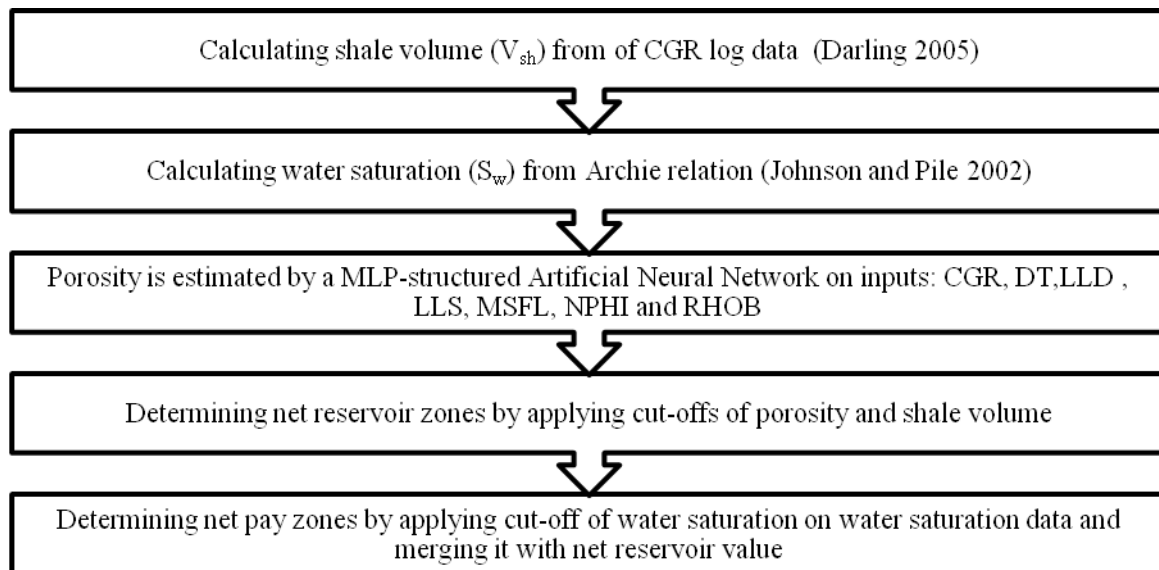 Calculating shale volume (Vsh) from of CGR log data (Darling 2005)
Calculating water saturation (Sw) from Archie relation (Johnson and Pile 2002)
Porosity is estimated by a MLP-structured Artificial Neural Network on inputs: CGR, DT,LLD ,
LLS, MSFL, NPHI and RHOB
Determining net reservoir zones by applying cut-offs of porosity and shale volume
Determining net pay zones by applying cut-off of water saturation on water saturation data and
merging it with net reservoir value